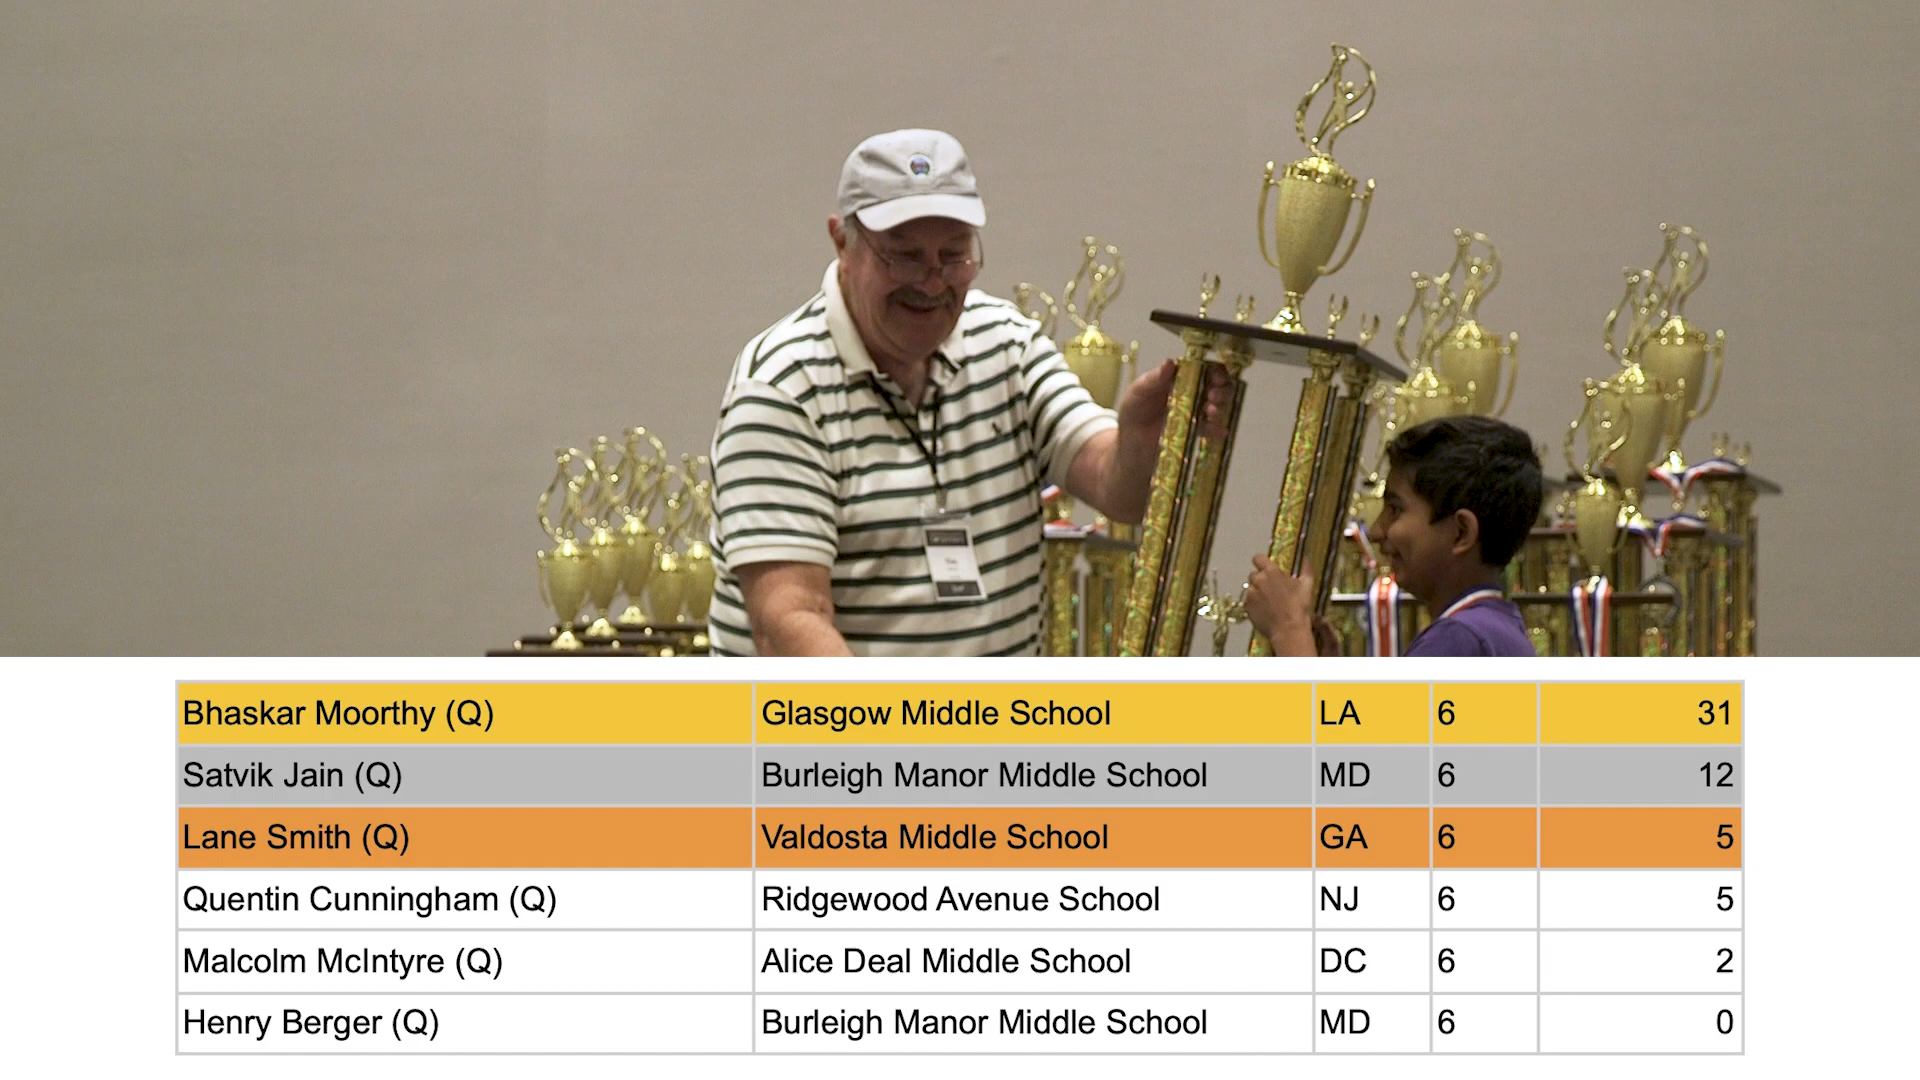 Bhaskar Moorthy (Q) Glasgow Middle School LA 6 31
Satvik Jain (Q) Burleigh Manor Middle School MD 6 12
Lane Smith (Q) Valdosta Middle School GA 6 5
Quentin Cunningham (Q) Ridgewood Avenue School NJ 6 5
Malcolm McIntyre (Q) Alice Deal Middle School DC 6 2
Henry Berger (Q) Burleigh Manor Middle School MD 6 0